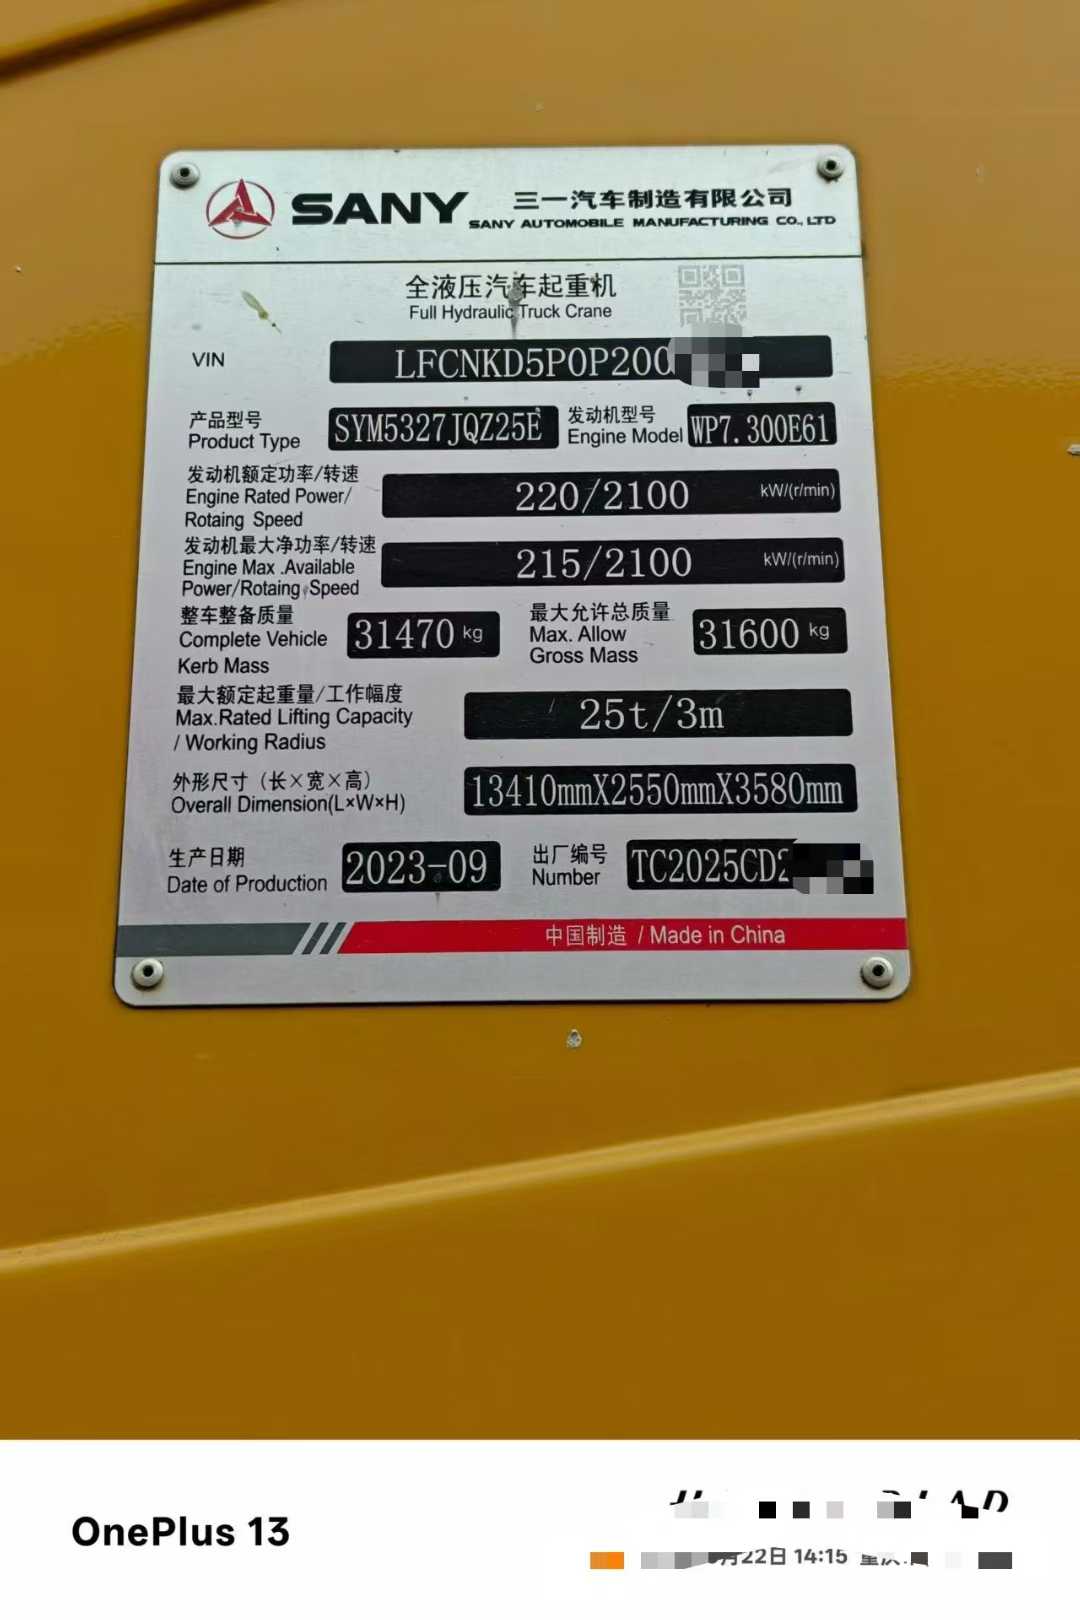 SANY 三一汽车制造有限公司
SANY AUTOMOBILE MANUFACTURING CO., LTD
全液压汽车起重机
Full Hydraulic Truck Crane
VIN LFCNKD5P0P200
产品型号 SYM5327JQZ25E 发动机型号 WP7.300E61
Product Type Engine Model
发动机额定功率/转速
Engine Rated Power/ 220/2100 kW/(r/min)
Rotaing Speed
发动机最大净功率/转速
Engine Max .Available 215/2100 kW/(r/min)
Power/Rotaing Speed
整车整备质量 最大允许总质量
Complete Vehicle 31470 kg Max. Allow 31600 kg
Kerb Mass Gross Mass
最大额定起重量/工作幅度
Max.Rated Lifting Capacity 25t/3m
/ Working Radius
外形尺寸（长×宽×高）
Overall Dimension(L×W×H) 13410mmX2550mmX3580mm
生产日期 2023-09 出厂编号 TC2025CD2
Date of Production Number
中国制造 / Made in China
OnePlus 13
月22日 14:15